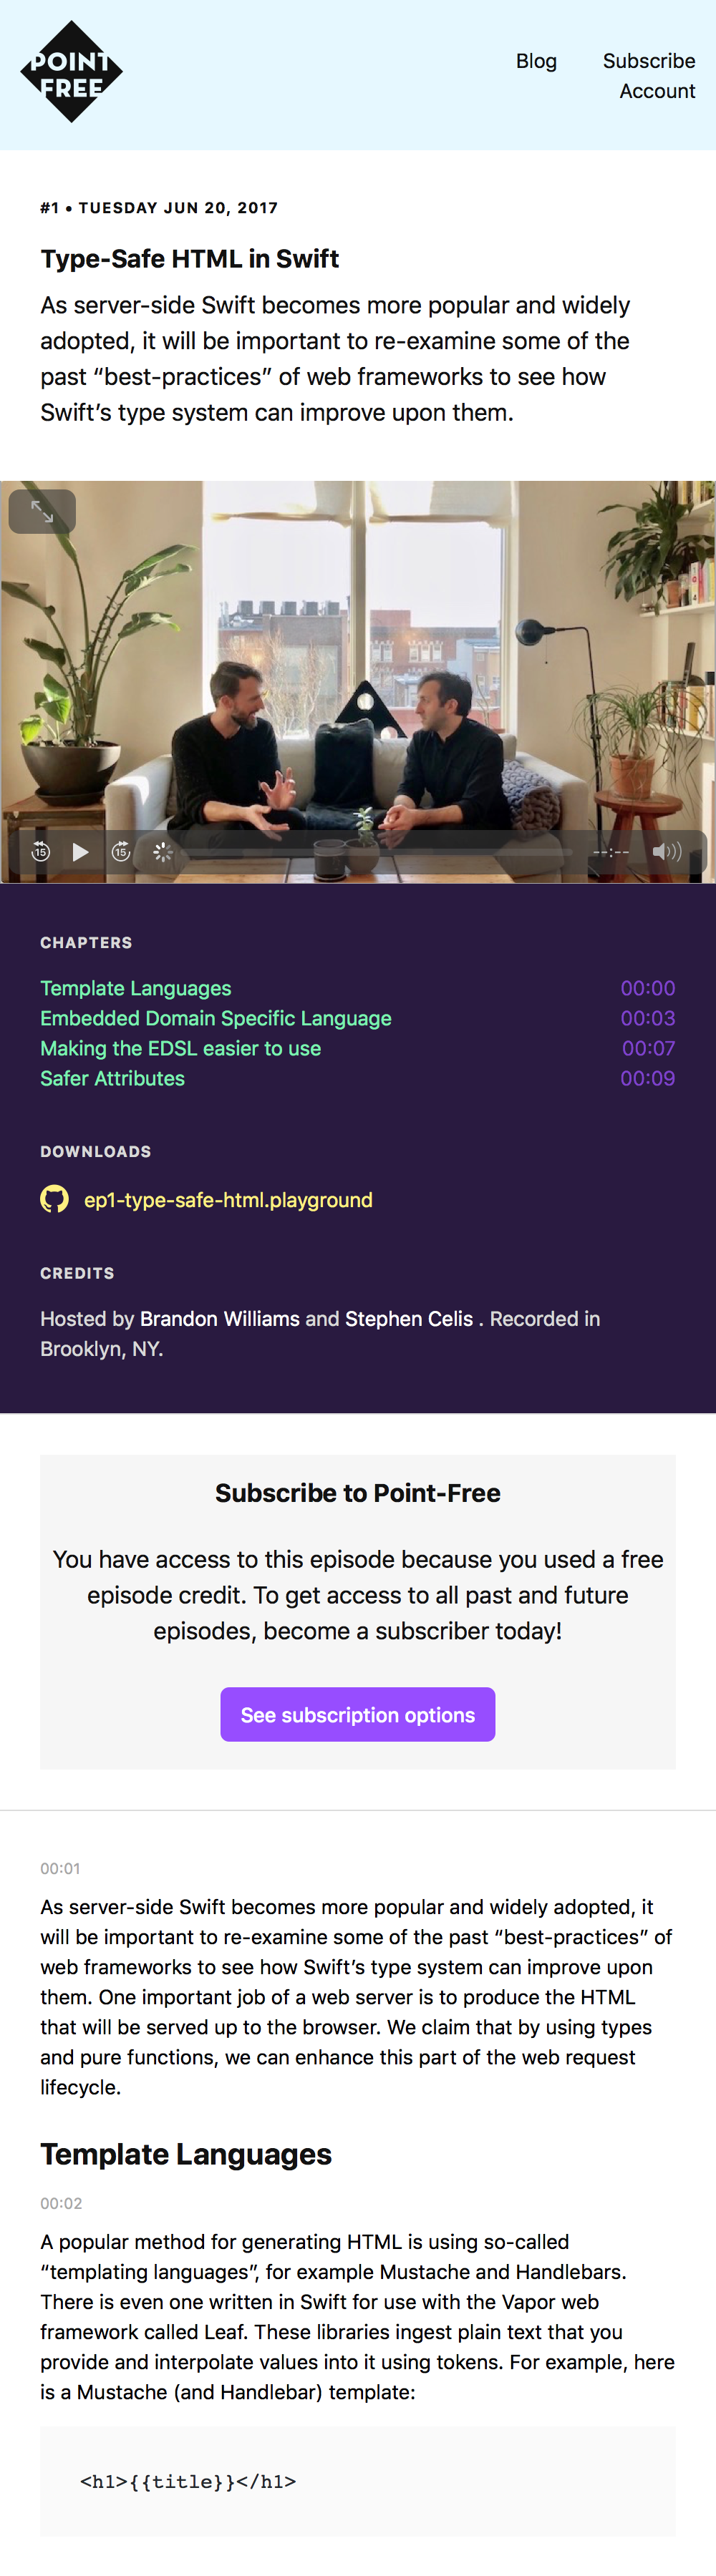 POINT
FREE
Blog
Subscribe
Account
#1 • TUESDAY JUN 20, 2017
Type-Safe HTML in Swift
As server-side Swift becomes more popular and widely
adopted, it will be important to re-examine some of the
past “best-practices” of web frameworks to see how
Swift’s type system can improve upon them.
15
15
--:--
CHAPTERS
Template Languages 00:00
Embedded Domain Specific Language 00:03
Making the EDSL easier to use 00:07
Safer Attributes 00:09
DOWNLOADS
ep1-type-safe-html.playground
CREDITS
Hosted by Brandon Williams and Stephen Celis . Recorded in
Brooklyn, NY.
Subscribe to Point-Free
You have access to this episode because you used a free
episode credit. To get access to all past and future
episodes, become a subscriber today!
See subscription options
00:01
As server-side Swift becomes more popular and widely adopted, it
will be important to re-examine some of the past “best-practices” of
web frameworks to see how Swift’s type system can improve upon
them. One important job of a web server is to produce the HTML
that will be served up to the browser. We claim that by using types
and pure functions, we can enhance this part of the web request
lifecycle.
Template Languages
00:02
A popular method for generating HTML is using so-called
“templating languages”, for example Mustache and Handlebars.
There is even one written in Swift for use with the Vapor web
framework called Leaf. These libraries ingest plain text that you
provide and interpolate values into it using tokens. For example, here
is a Mustache (and Handlebar) template:
<h1>{{title}}</h1>